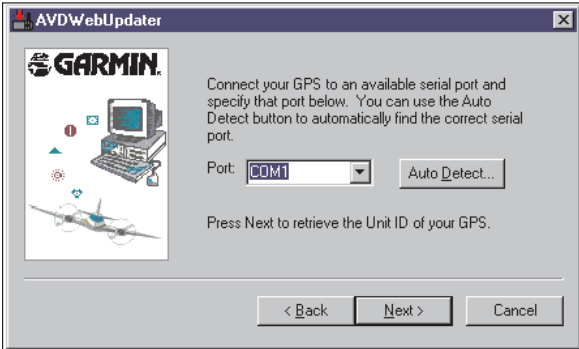 AVDWebUpdater
GARMIN.
Connect your GPS to an available serial port and
specify that port below. You can use the Auto
Detect button to automatically find the correct serial
port.
Port: COM1 Auto Detect...
Press Next to retrieve the Unit ID of your GPS.
< Back Next > Cancel